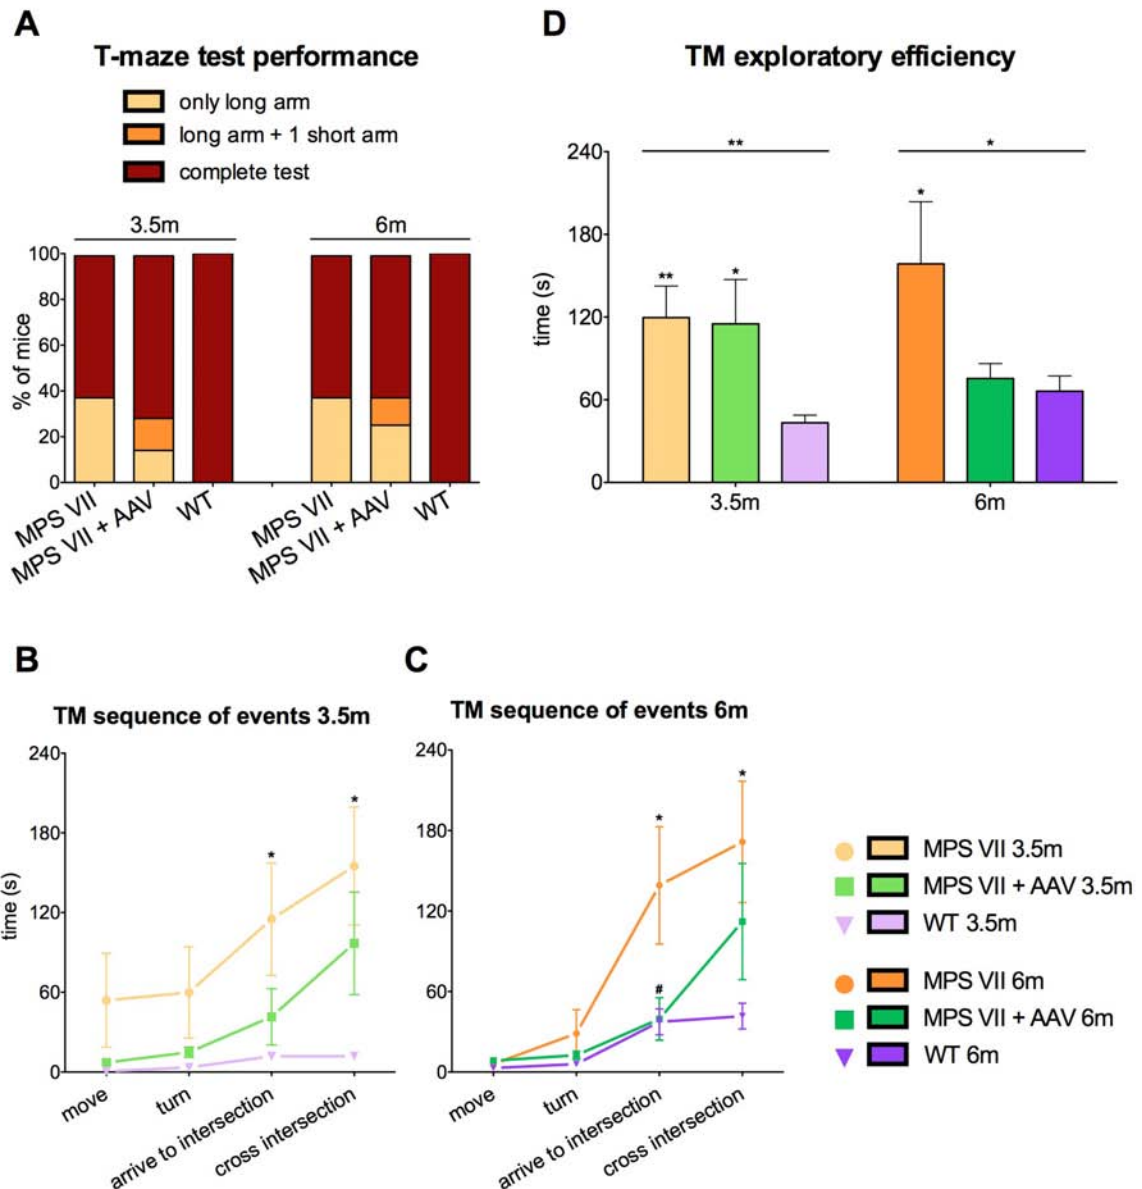 A
T-maze test performance
only long arm
long arm + 1 short arm
complete test
3.5m
6m
% of mice
100
80
60
40
20
0
MPS VII
MPS VII + AAV
WT
MPS VII
MPS VII + AAV
WT
D
TM exploratory efficiency
time (s)
240
180
120
60
0
**
*
**
*
*
3.5m
6m
B
TM sequence of events 3.5m
time (s)
240
180
120
60
0
*
*
move
turn
arrive to intersection
cross intersection
C
TM sequence of events 6m
240
180
120
60
0
*
*
#
move
turn
arrive to intersection
cross intersection
MPS VII 3.5m
MPS VII + AAV 3.5m
WT 3.5m
MPS VII 6m
MPS VII + AAV 6m
WT 6m